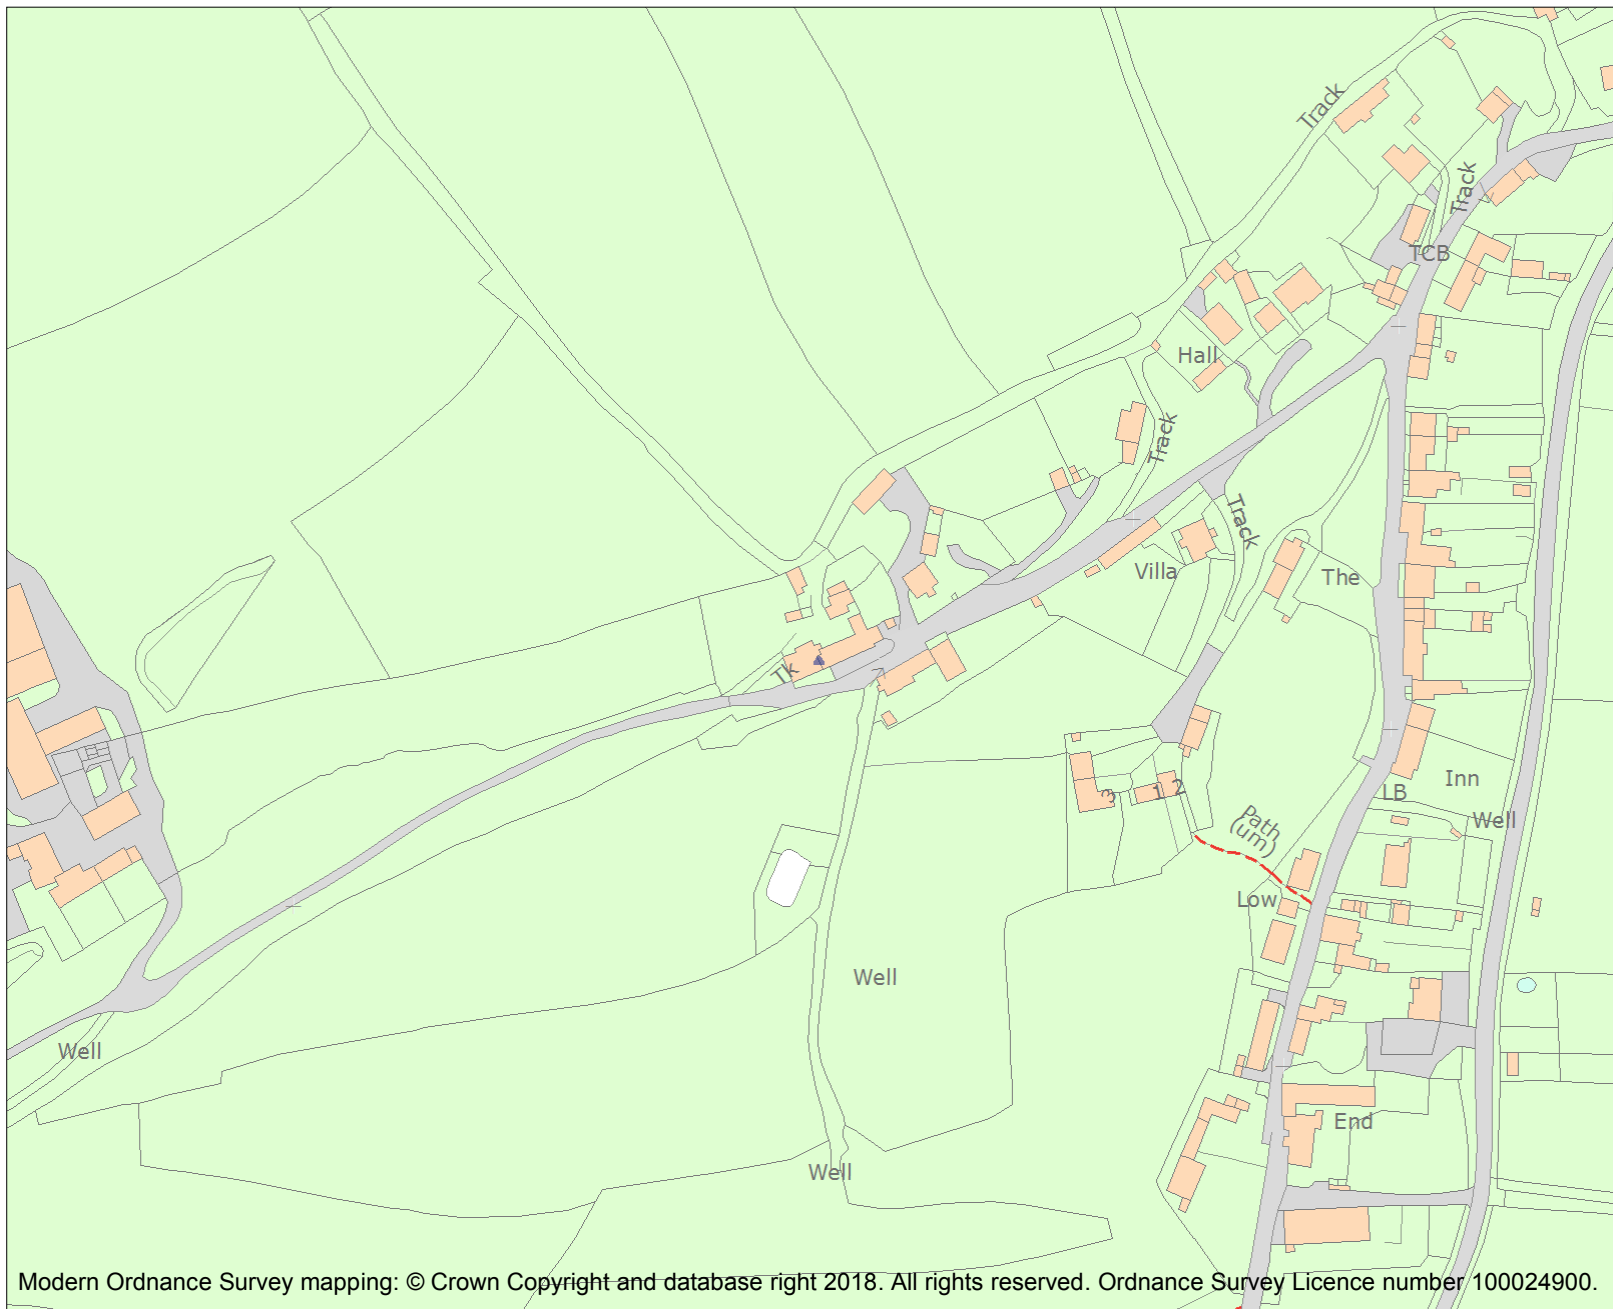 Track
Track
TCB
Hall
Track
Track
Villa
The
Tk
Inn
3
1 2
LB
Well
Path
(um)
Low
Well
Well
End
Well
Modern Ordnance Survey mapping: © Crown Copyright and database right 2018. All rights reserved. Ordnance Survey Licence number 100024900.